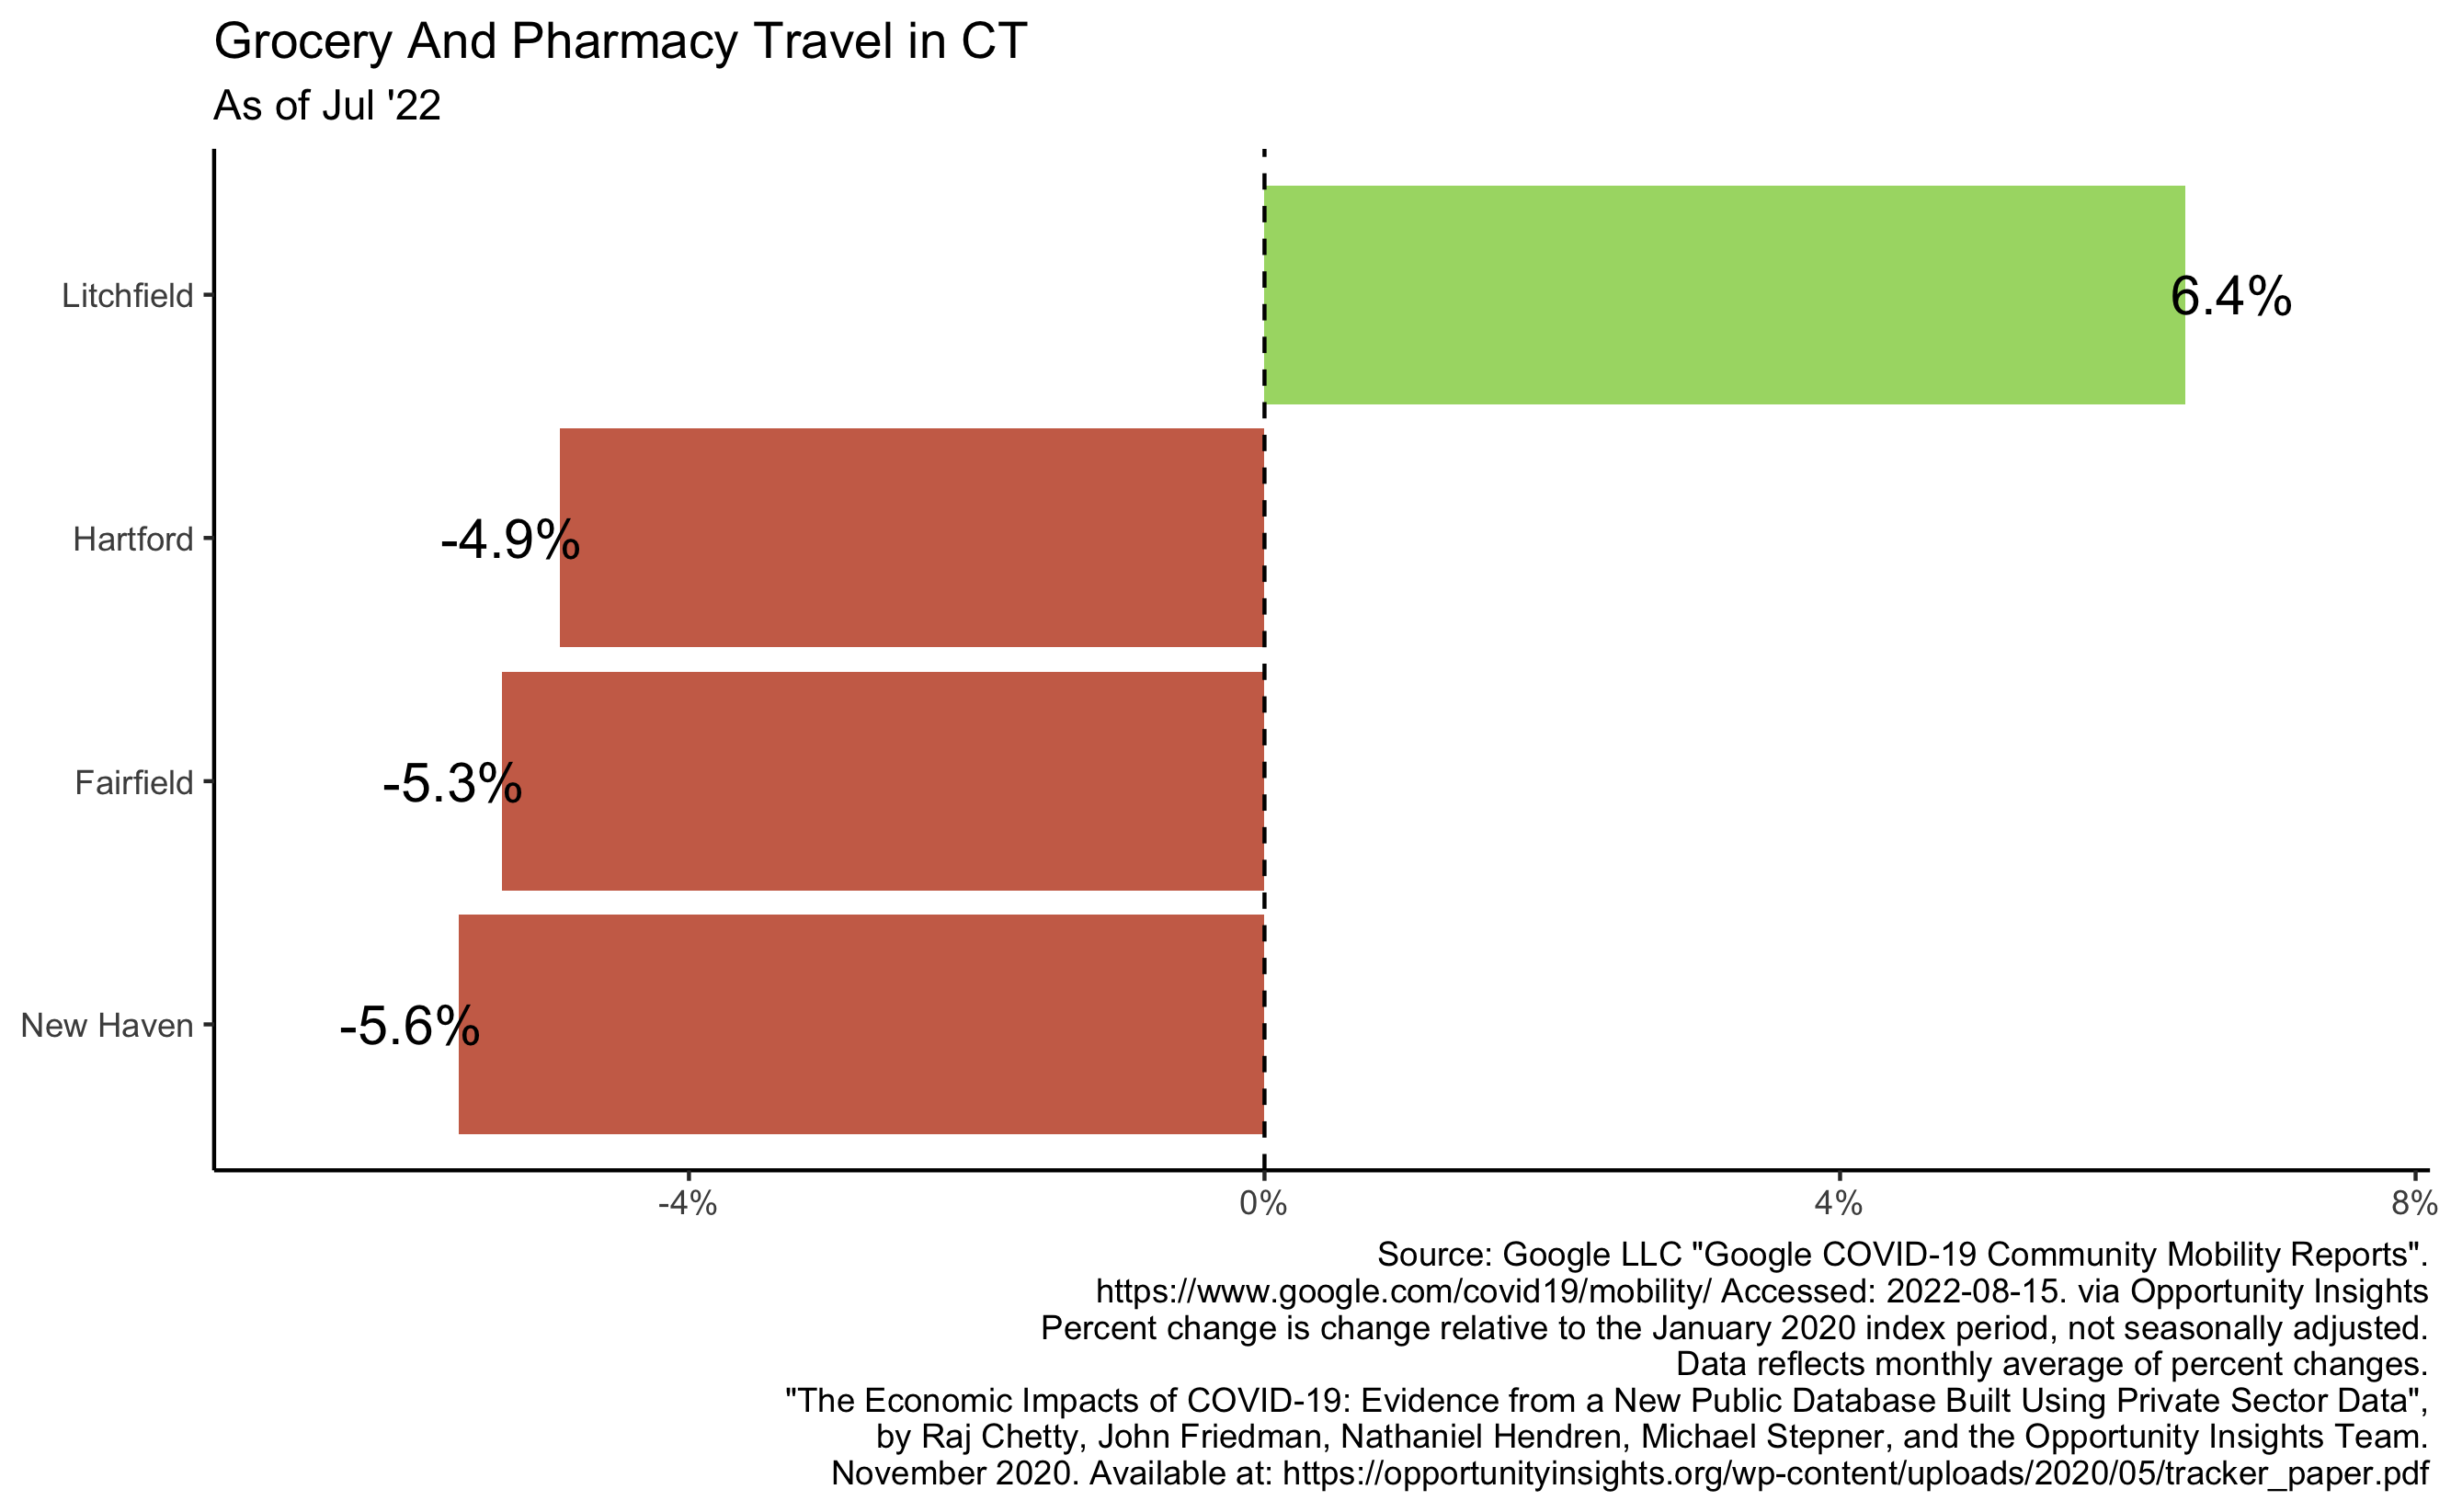 Grocery And Pharmacy Travel in CT
As of Jul '22
Litchfield
6.4%
Hartford
-4.9%
Fairfield
-5.3%
New Haven
-5.6%
-4%
0%
4%
8%
Source: Google LLC "Google COVID-19 Community Mobility Reports".
https://www.google.com/covid19/mobility/ Accessed: 2022-08-15. via Opportunity Insights
Percent change is change relative to the January 2020 index period, not seasonally adjusted.
Data reflects monthly average of percent changes.
"The Economic Impacts of COVID-19: Evidence from a New Public Database Built Using Private Sector Data",
by Raj Chetty, John Friedman, Nathaniel Hendren, Michael Stepner, and the Opportunity Insights Team.
November 2020. Available at: https://opportunityinsights.org/wp-content/uploads/2020/05/tracker_paper.pdf